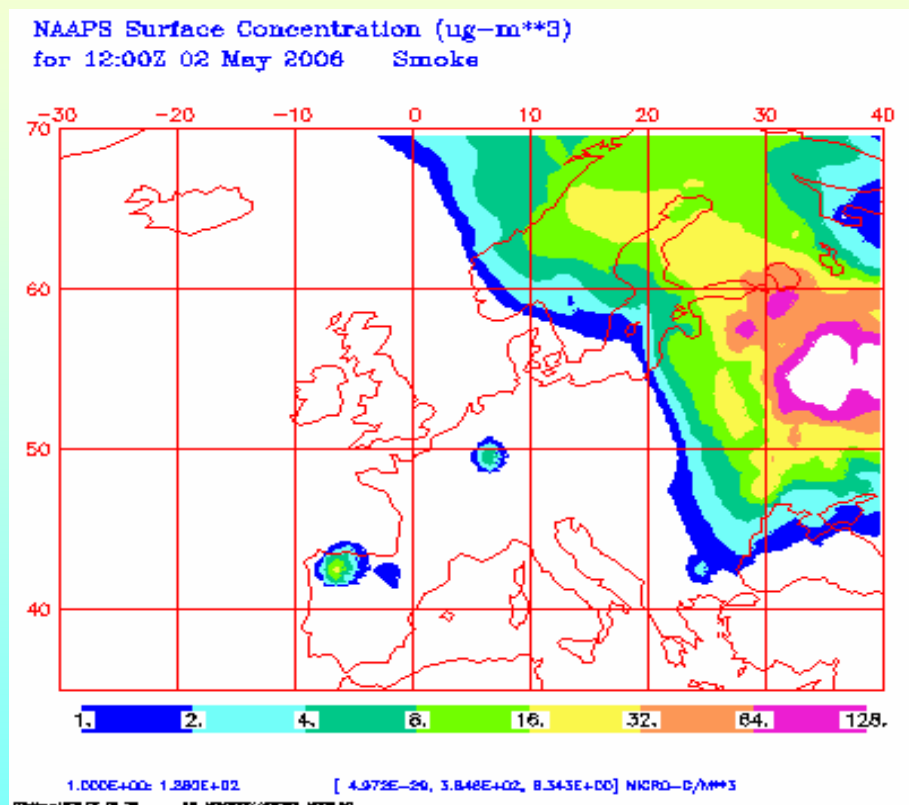 NAAPS Surface Concentration (ug-m**3)
for 12:00Z 02 May 2006 Smoke
-30 -20 -10 0 10 20 30 40
70
60
50
40
1. 2. 4. 8. 16. 32. 64. 128.
1.000E+00: 1.280E+02 [ 4.972E-29, 3.848E+02, 8.343E+00] MICRO-G/M**3